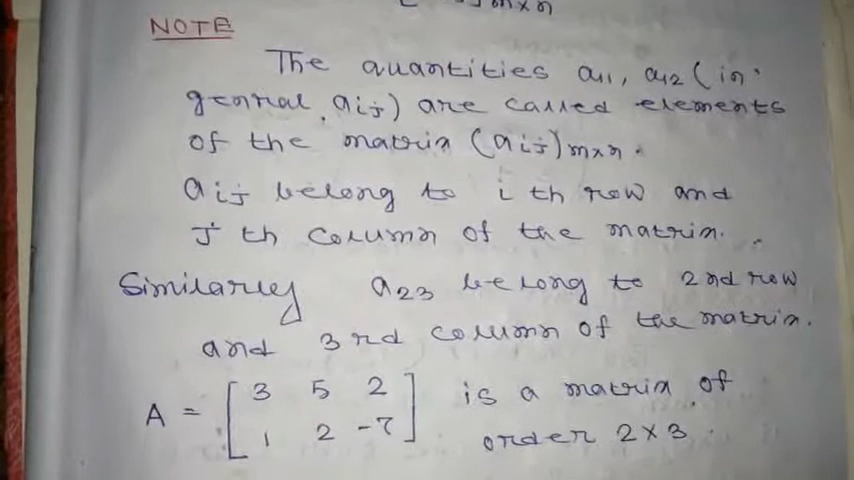 NOTE
The quantities a11, a12 (in
genral aij) are called elements
of the matrix (aij)m×n.
aij belong to i th row and
j th column of the matrix.
Similarley a23 belong to 2nd row
and 3rd column of the matrix.
A = [ 3 5 2 ] is a matrix of
[ 1 2 -7 ] order 2×3.